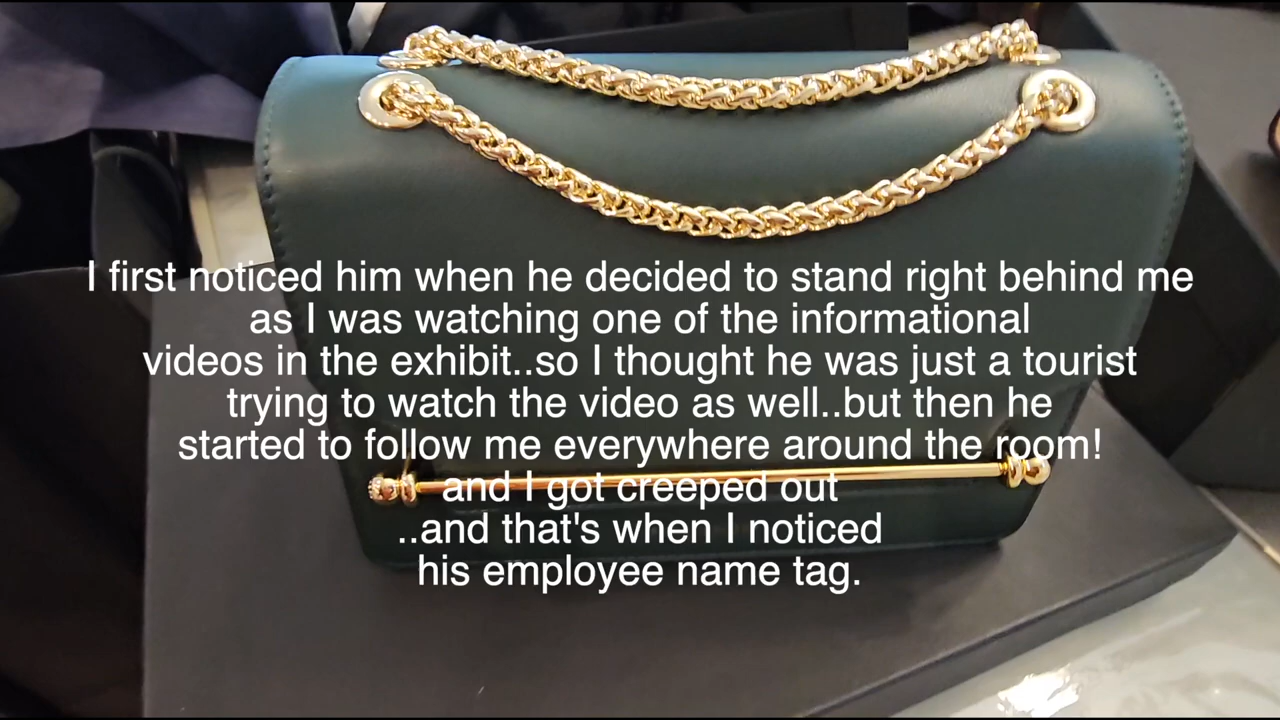 I first noticed him when he decided to stand right behind me
as I was watching one of the informational
videos in the exhibit..so I thought he was just a tourist
trying to watch the video as well..but then he
started to follow me everywhere around the room!
and I got creeped out
..and that's when I noticed
his employee name tag.